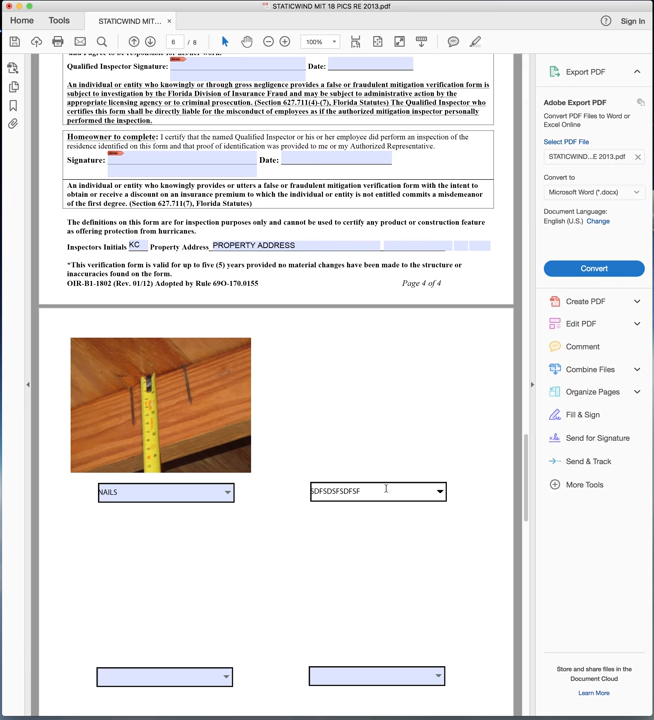 STATICWIND MIT 18 PICS RE 2013.pdf
Home Tools STATICWIND MIT... × Sign In
6 / 8 100%
Qualified Inspector Signature: Date:
An individual or entity who knowingly or through gross negligence provides a false or fraudulent mitigation verification form is
subject to investigation by the Florida Division of Insurance Fraud and may be subject to administrative action by the
appropriate licensing agency or to criminal prosecution. (Section 627.711(4)-(7), Florida Statutes) The Qualified Inspector who
certifies this form shall be directly liable for the misconduct of employees as if the authorized mitigation inspector personally
performed the inspection.
Homeowner to complete: I certify that the named Qualified Inspector or his or her employee did perform an inspection of the
residence identified on this form and that proof of identification was provided to me or my Authorized Representative.
Signature: Date:
An individual or entity who knowingly provides or utters a false or fraudulent mitigation verification form with the intent to
obtain or receive a discount on an insurance premium to which the individual or entity is not entitled commits a misdemeanor
of the first degree. (Section 627.711(7), Florida Statutes)
The definitions on this form are for inspection purposes only and cannot be used to certify any product or construction feature
as offering protection from hurricanes.
Inspectors Initials KC Property Address PROPERTY ADDRESS
*This verification form is valid for up to five (5) years provided no material changes have been made to the structure or
inaccuracies found on the form.
OIR-B1-1802 (Rev. 01/12) Adopted by Rule 69O-170.0155 Page 4 of 4
NAILS
SDFSDSFSDFSF
Export PDF
Adobe Export PDF
Convert PDF Files to Word or
Excel Online
Select PDF File
STATICWIND...E 2013.pdf ×
Convert to
Microsoft Word (*.docx)
Document Language:
English (U.S.) Change
Convert
Create PDF
Edit PDF
Comment
Combine Files
Organize Pages
Fill & Sign
Send for Signature
Send & Track
More Tools
Store and share files in the
Document Cloud
Learn More